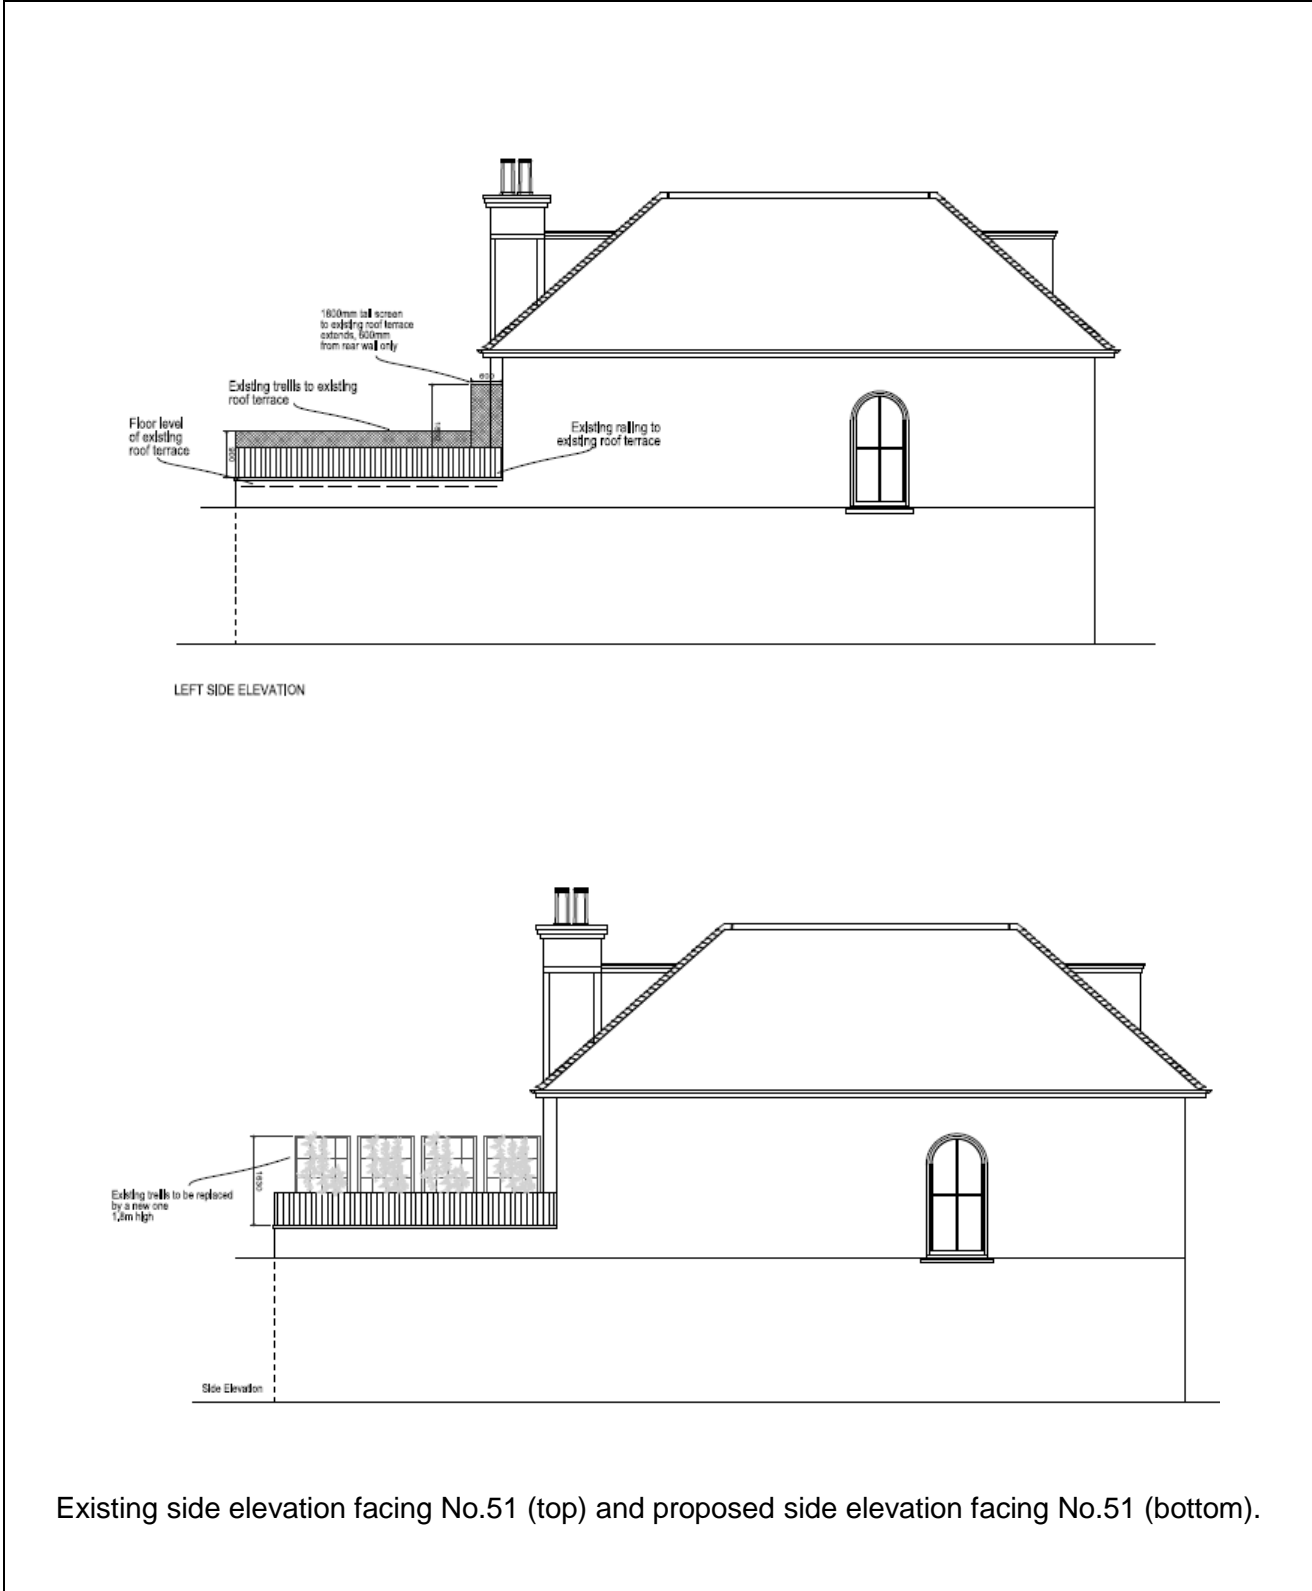 1800mm tall screen
to existing roof terrace
extends, 600mm
from rear wall only
600
Existing trellis to existing
roof terrace
Floor level
of existing
roof terrace
Existing railing to
existing roof terrace
900
LEFT SIDE ELEVATION
Existing trellis to be replaced
by a new one
1,8m high
Side Elevation
Existing side elevation facing No.51 (top) and proposed side elevation facing No.51 (bottom).